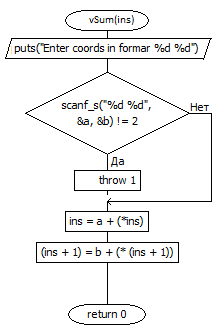 vSum(ins)
puts("Enter coords in formar %d %d")
scanf_s("%d %d",
&a, &b) != 2
Нет
Да
throw 1
ins = a + (*ins)
(ins + 1) = b + (* (ins + 1))
return 0